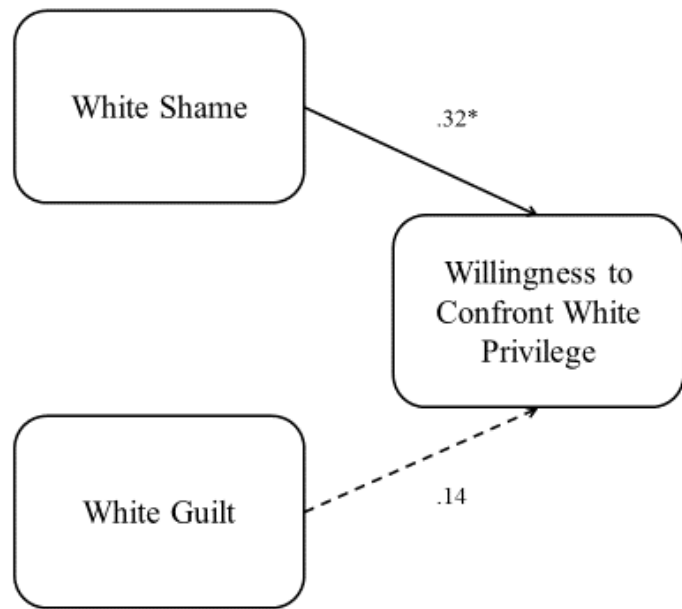 White Shame
.32*
Willingness to
Confront White
Privilege
White Guilt
.14